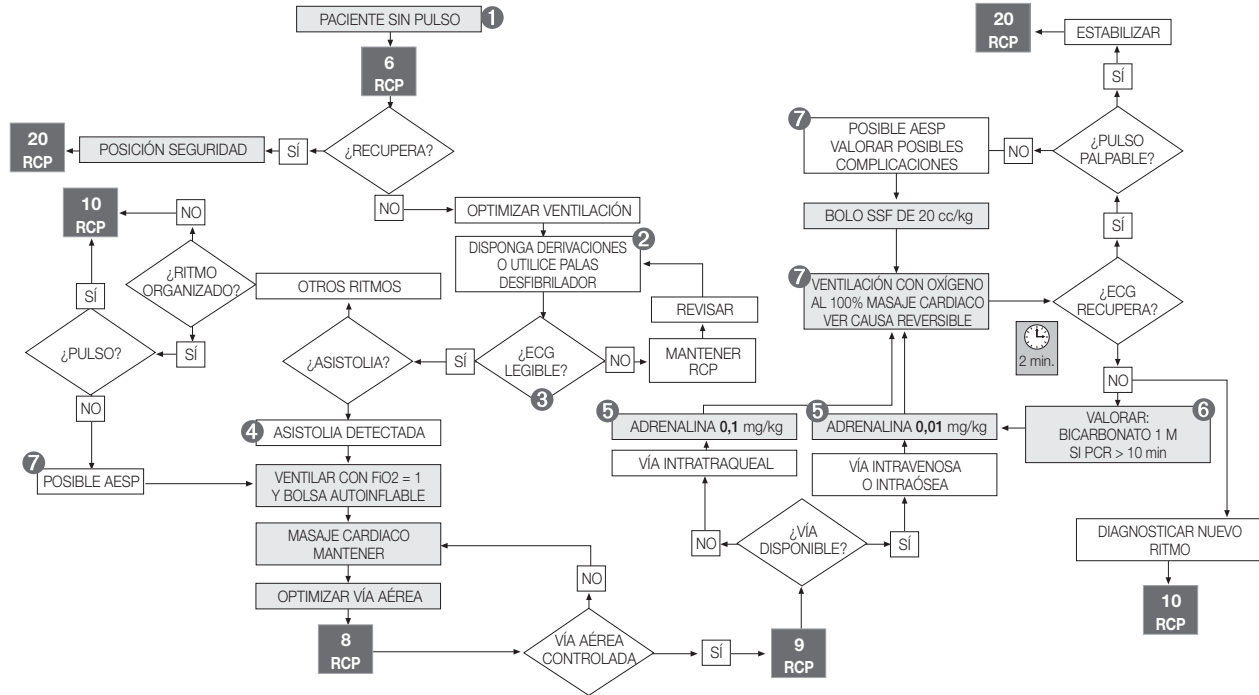 PACIENTE SIN PULSO
1
6
RCP
¿RECUPERA?
SÍ
POSICIÓN SEGURIDAD
20
RCP
NO
OPTIMIZAR VENTILACIÓN
2
DISPONGA DERIVACIONES
O UTILICE PALAS
DESFIBRILADOR
REVISAR
MANTENER
RCP
NO
¿ECG
LEGIBLE?
3
SÍ
¿ASISTOLIA?
OTROS RITMOS
¿RITMO
ORGANIZADO?
NO
10
RCP
SÍ
SÍ
¿PULSO?
NO
7
POSIBLE AESP
4
ASISTOLIA DETECTADA
VENTILAR CON FiO2 = 1
Y BOLSA AUTOINFLABLE
MASAJE CARDIACO
MANTENER
OPTIMIZAR VÍA AÉREA
8
RCP
NO
VÍA AÉREA
CONTROLADA
SÍ
9
RCP
¿VÍA
DISPONIBLE?
NO
SÍ
VÍA INTRATRAQUEAL
VÍA INTRAVENOSA
O INTRAÓSEA
5
ADRENALINA 0,1 mg/kg
5
ADRENALINA 0,01 mg/kg
7
VENTILACIÓN CON OXÍGENO
AL 100% MASAJE CARDIACO
VER CAUSA REVERSIBLE
BOLO SSF DE 20 cc/kg
7
POSIBLE AESP
VALORAR POSIBLES
COMPLICACIONES
NO
¿PULSO
PALPABLE?
SÍ
ESTABILIZAR
20
RCP
SÍ
¿ECG
RECUPERA?
2 min.
NO
6
VALORAR:
BICARBONATO 1 M
SI PCR > 10 min
DIAGNOSTICAR NUEVO
RITMO
10
RCP